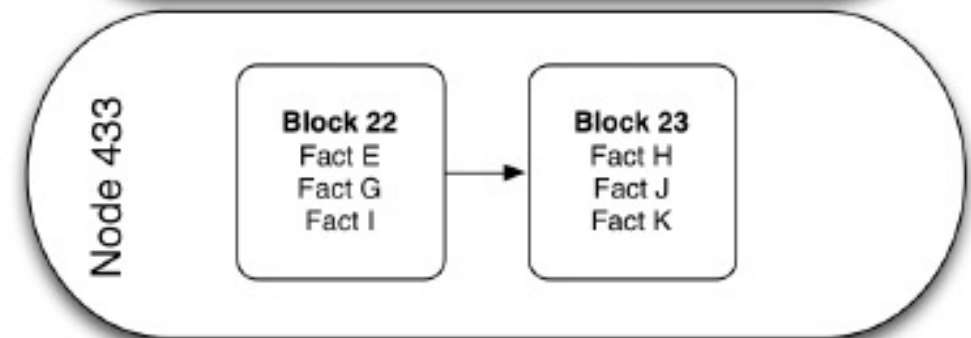 Node 433
Block 22
Fact E
Fact G
Fact I
Block 23
Fact H
Fact J
Fact K